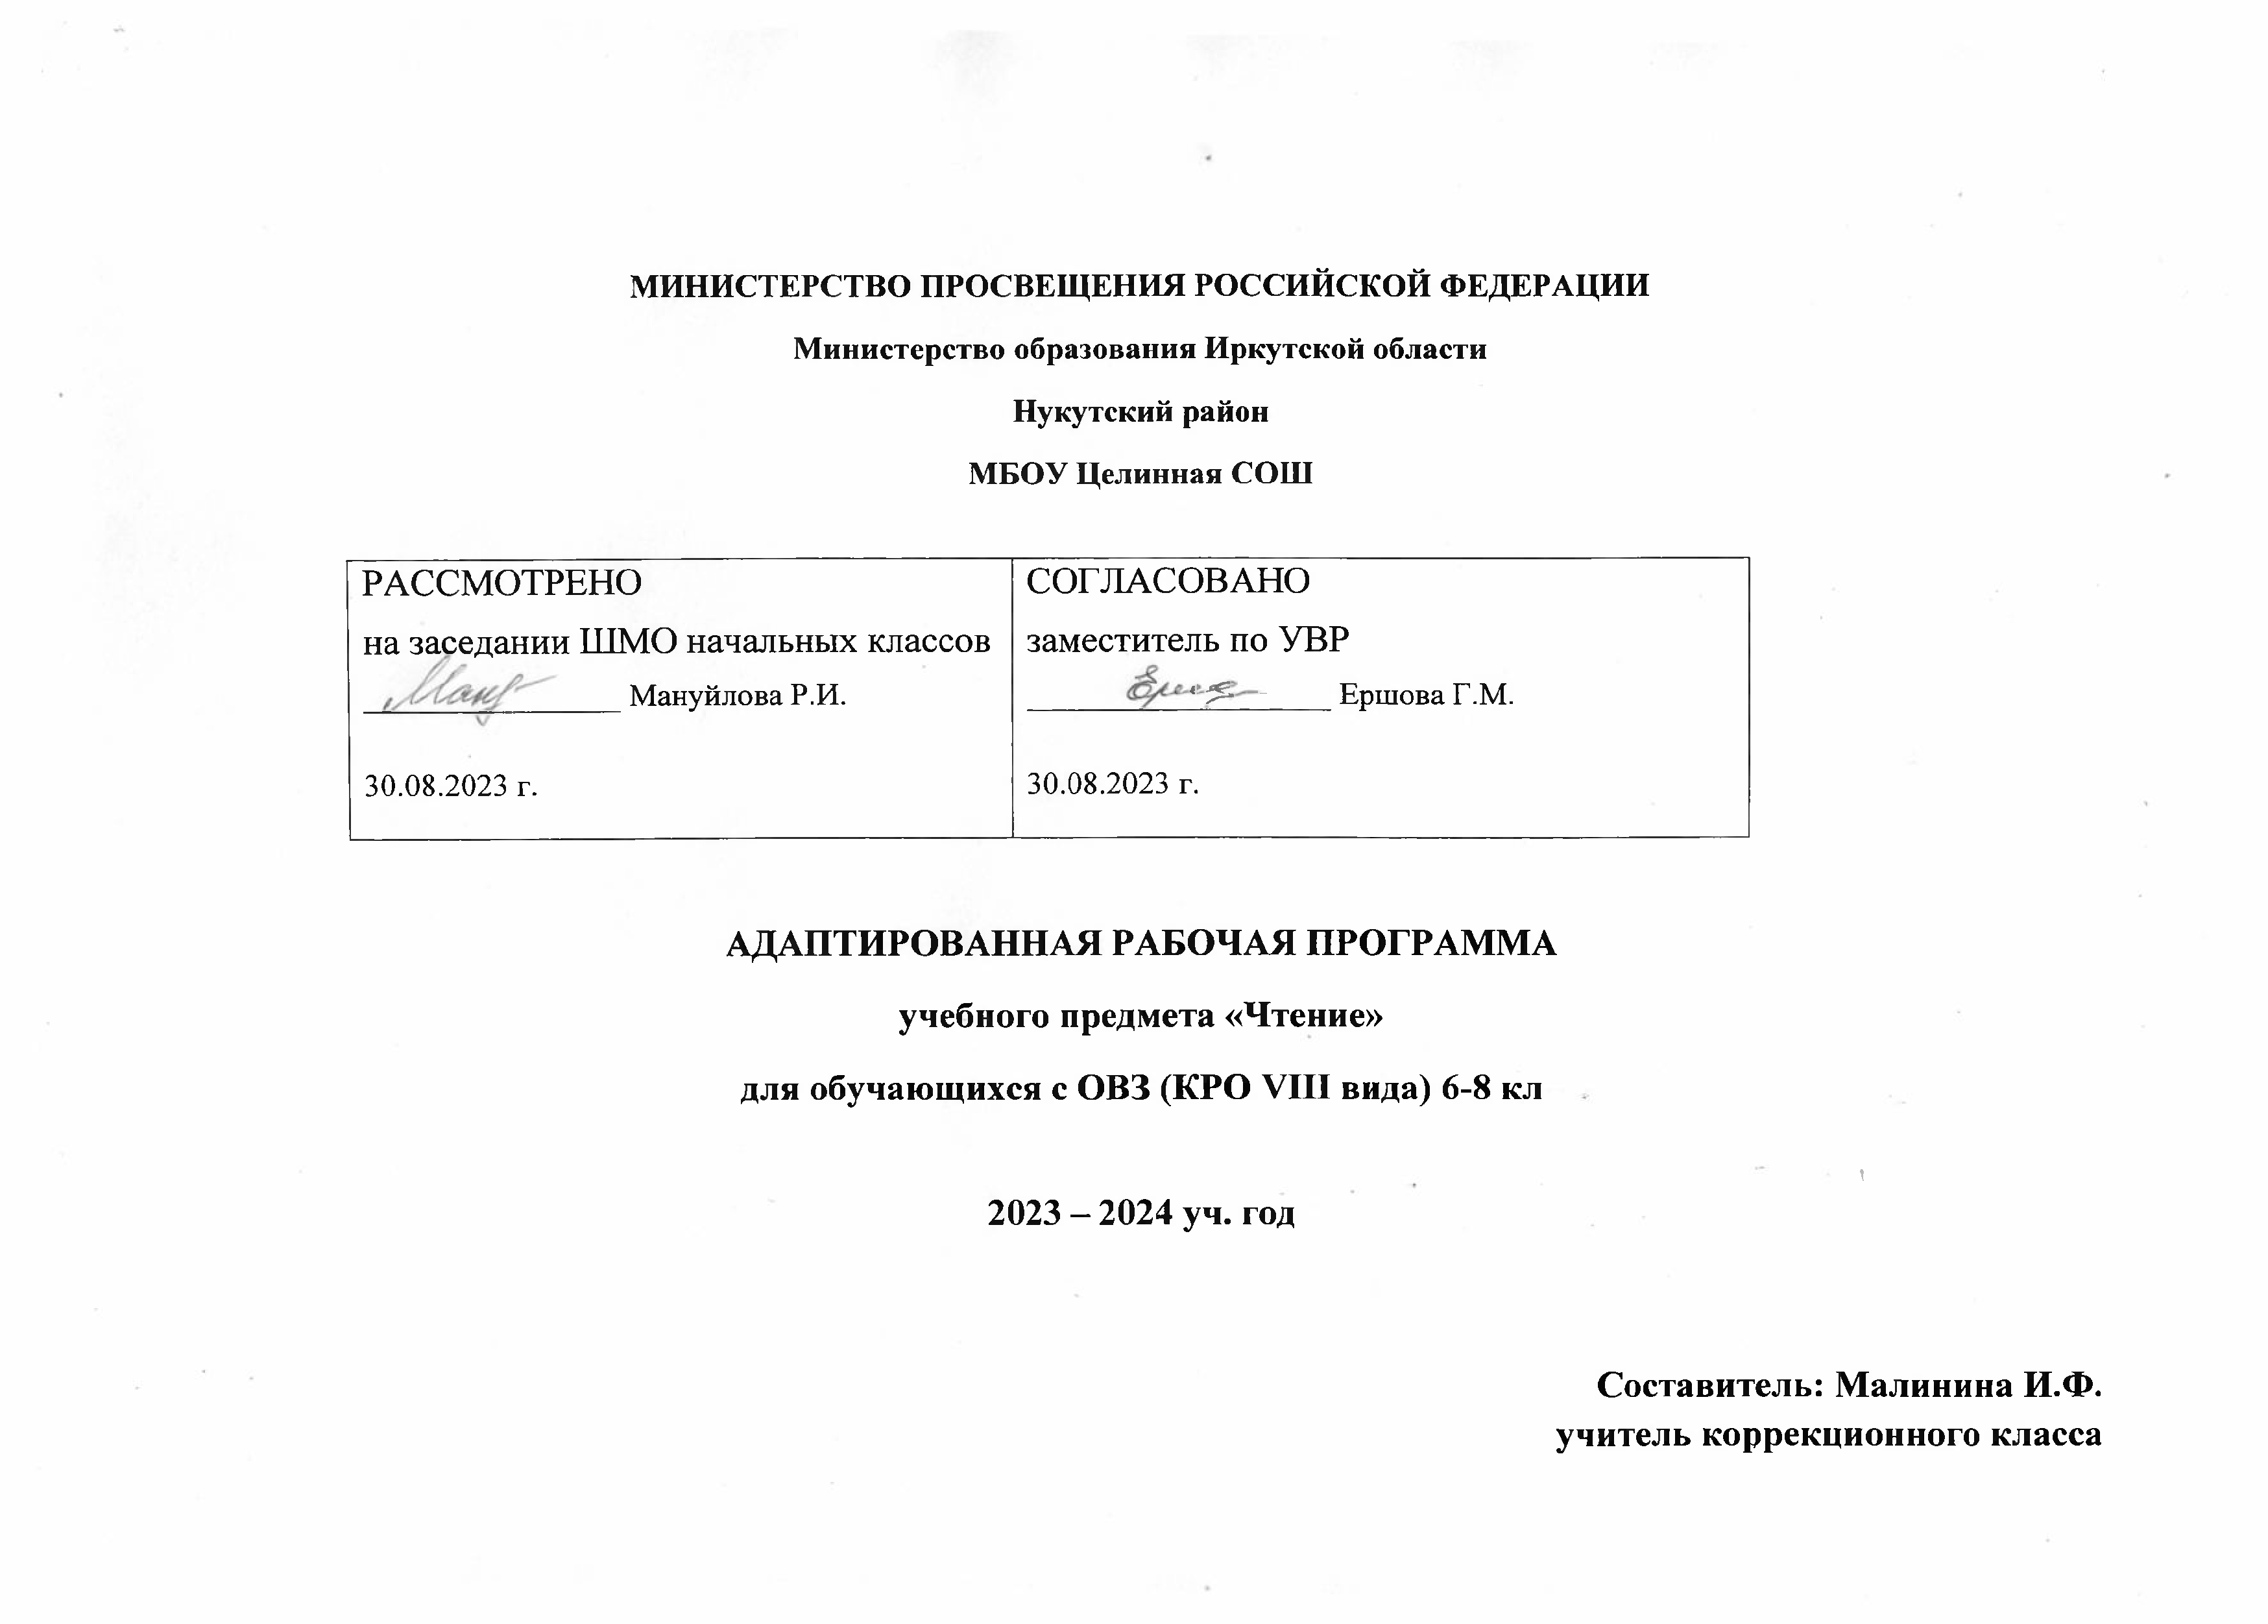 МИНИСТЕРСТВО ПРОСВЕЩЕНИЯ РОССИЙСКОЙ ФЕДЕРАЦИИ
Министерство образования Иркутской области
Нукутский район
МБОУ Целинная СОШ
РАССМОТРЕНО
на заседании ШМО начальных классов
Мануйлова Р.И.
30.08.2023 г.
СОГЛАСОВАНО
заместитель по УВР
Ершова Г.М.
30.08.2023 г.
АДАПТИРОВАННАЯ РАБОЧАЯ ПРОГРАММА
учебного предмета «Чтение»
для обучающихся с ОВЗ (КРО VIII вида) 6-8 кл
2023 – 2024 уч. год
Составитель: Малинина И.Ф.
учитель коррекционного класса